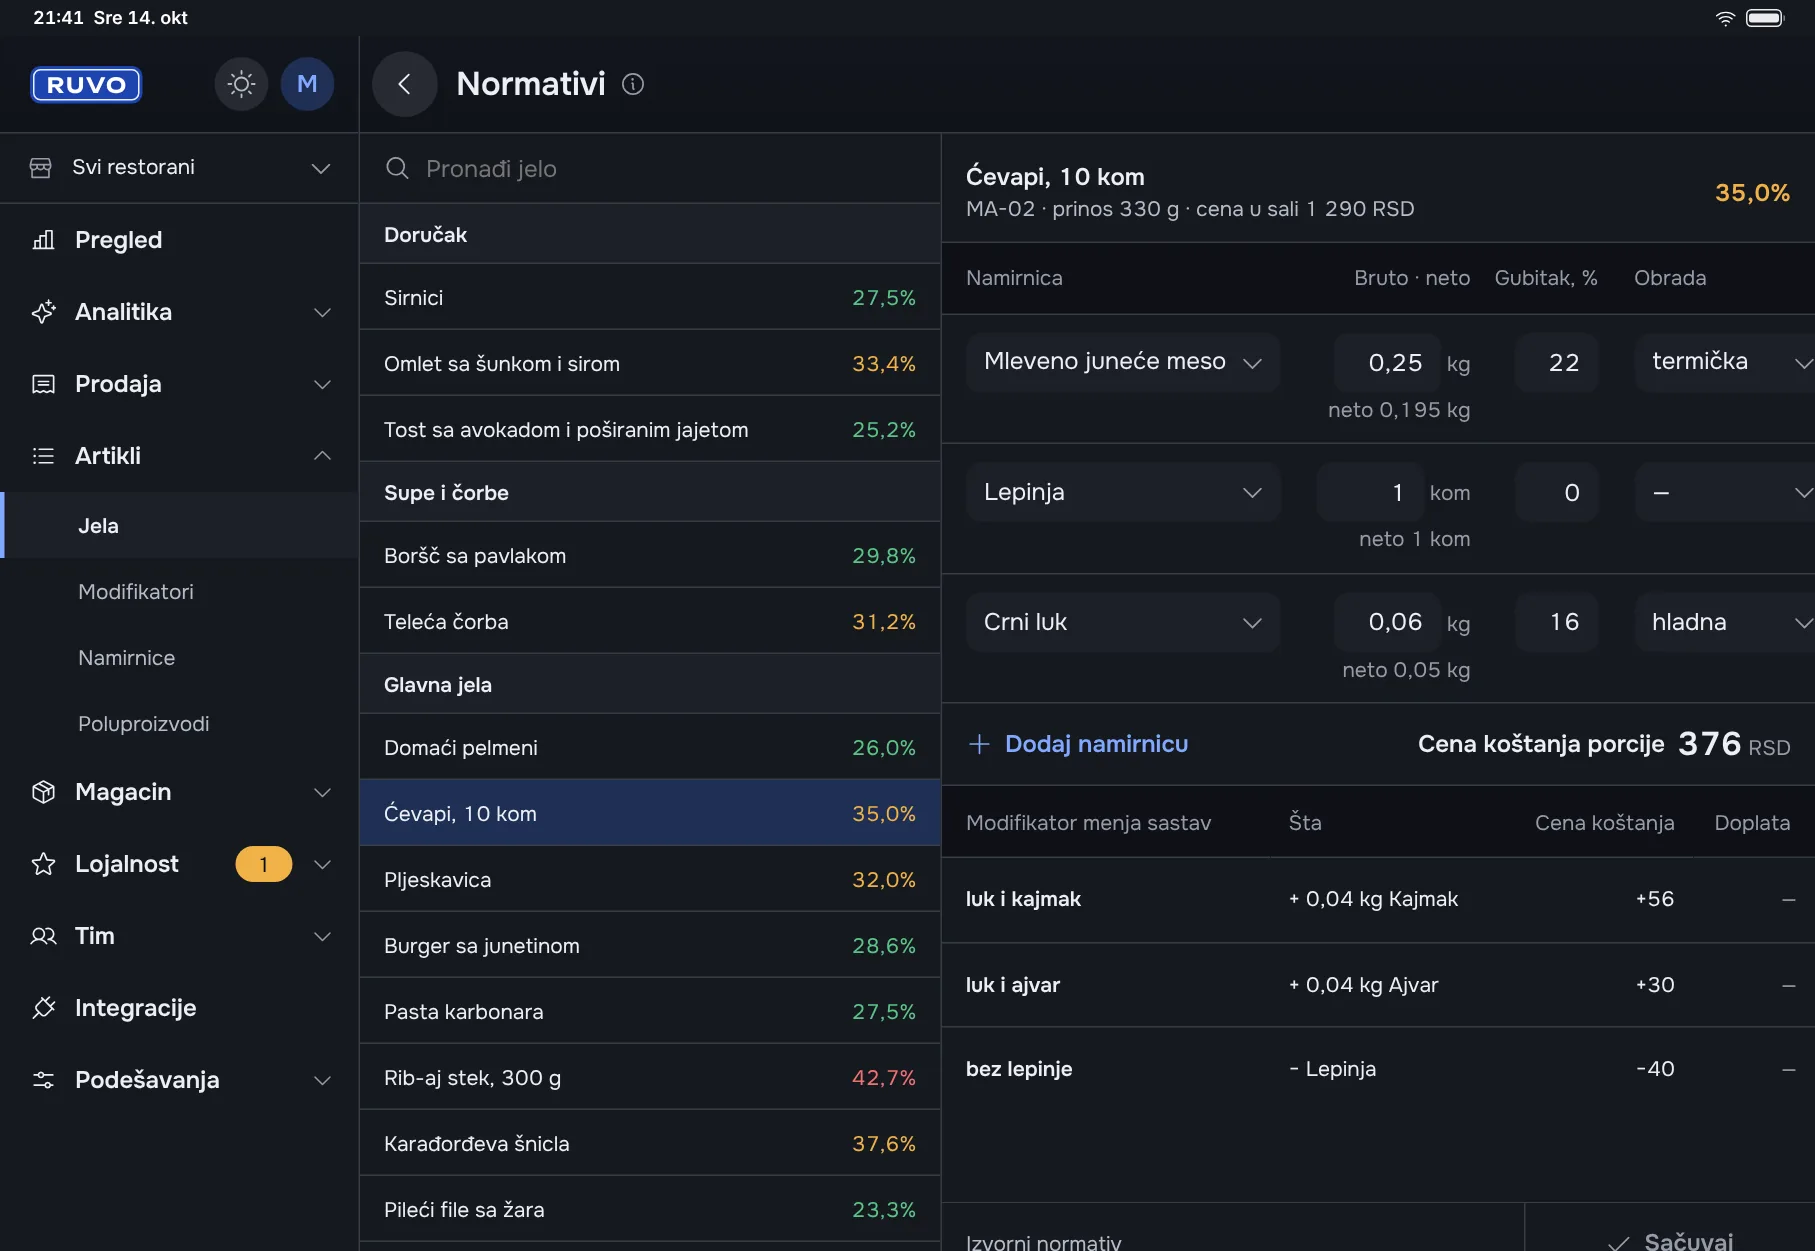 21:41 Sre 14. okt
RUVO
M
Normativi
Svi restorani
Pregled
Analitika
Prodaja
Artikli
Jela
Modifikatori
Namirnice
Poluproizvodi
Magacin
Lojalnost 1
Tim
Integracije
Podešavanja
Pronađi jelo
Doručak
Sirnici 27,5%
Omlet sa šunkom i sirom 33,4%
Tost sa avokadom i poširanim jajetom 25,2%
Supe i čorbe
Boršč sa pavlakom 29,8%
Teleća čorba 31,2%
Glavna jela
Domaći pelmeni 26,0%
Ćevapi, 10 kom 35,0%
Pljeskavica 32,0%
Burger sa junetinom 28,6%
Pasta karbonara 27,5%
Rib-aj stek, 300 g 42,7%
Karađorđeva šnicla 37,6%
Pileći file sa žara 23,3%
Ćevapi, 10 kom
MA-02 · prinos 330 g · cena u sali 1 290 RSD
35,0%
Namirnica Bruto · neto Gubitak, % Obrada
Mleveno juneće meso 0,25 kg 22 termička
neto 0,195 kg
Lepinja 1 kom 0 –
neto 1 kom
Crni luk 0,06 kg 16 hladna
neto 0,05 kg
Dodaj namirnicu Cena koštanja porcije 376 RSD
Modifikator menja sastav Šta Cena koštanja Doplata
luk i kajmak + 0,04 kg Kajmak +56 –
luk i ajvar + 0,04 kg Ajvar +30 –
bez lepinje − Lepinja −40 –
Izvorni normativ Sačuvaj